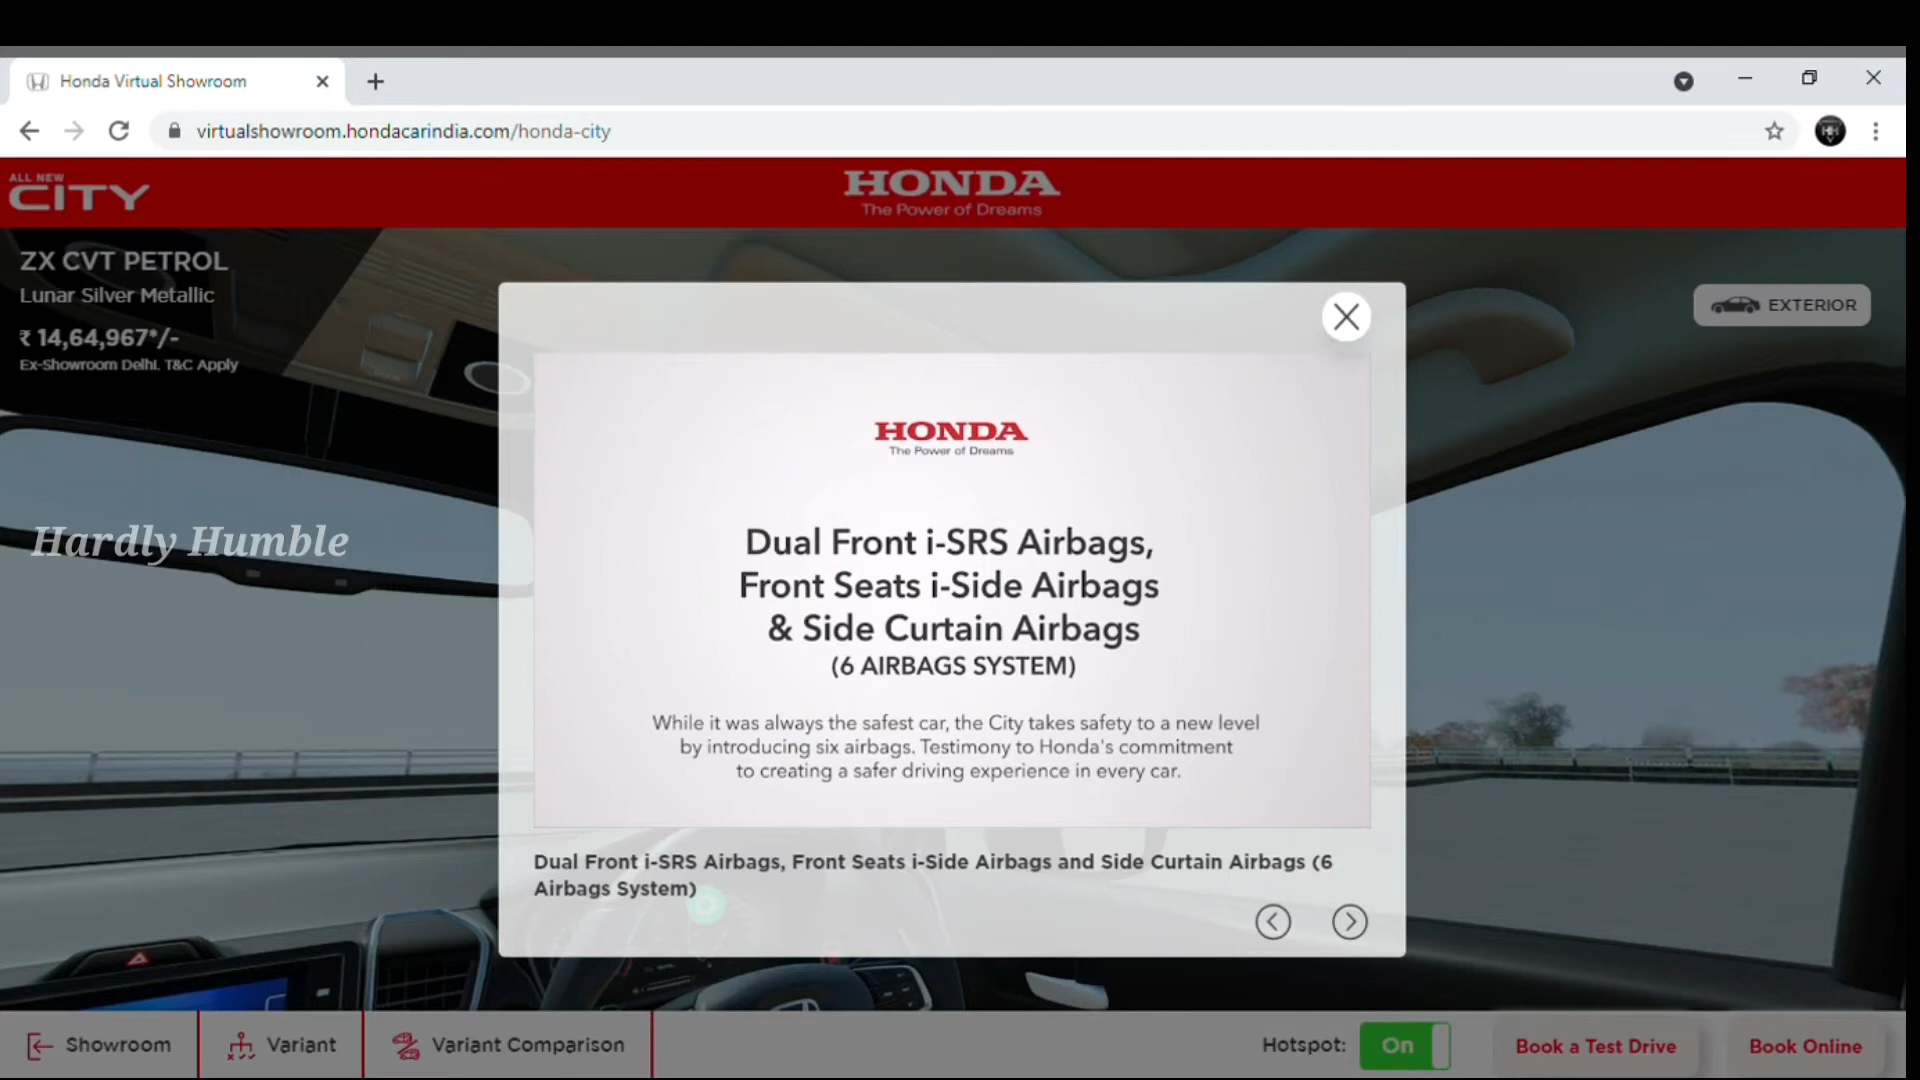 Honda Virtual Showroom
virtualshowroom.hondacarindia.com/honda-city
ALL NEW
CITY
HONDA
The Power of Dreams
ZX CVT PETROL
Lunar Silver Metallic
₹ 14,64,967*/-
Ex-Showroom Delhi. T&C Apply
EXTERIOR
HONDA
The Power of Dreams
Dual Front i-SRS Airbags,
Front Seats i-Side Airbags
& Side Curtain Airbags
(6 AIRBAGS SYSTEM)
While it was always the safest car, the City takes safety to a new level
by introducing six airbags. Testimony to Honda's commitment
to creating a safer driving experience in every car.
Hardly Humble
Dual Front i-SRS Airbags, Front Seats i-Side Airbags and Side Curtain Airbags (6
Airbags System)
Showroom
Variant
Variant Comparison
Hotspot:
On
Book a Test Drive
Book Online